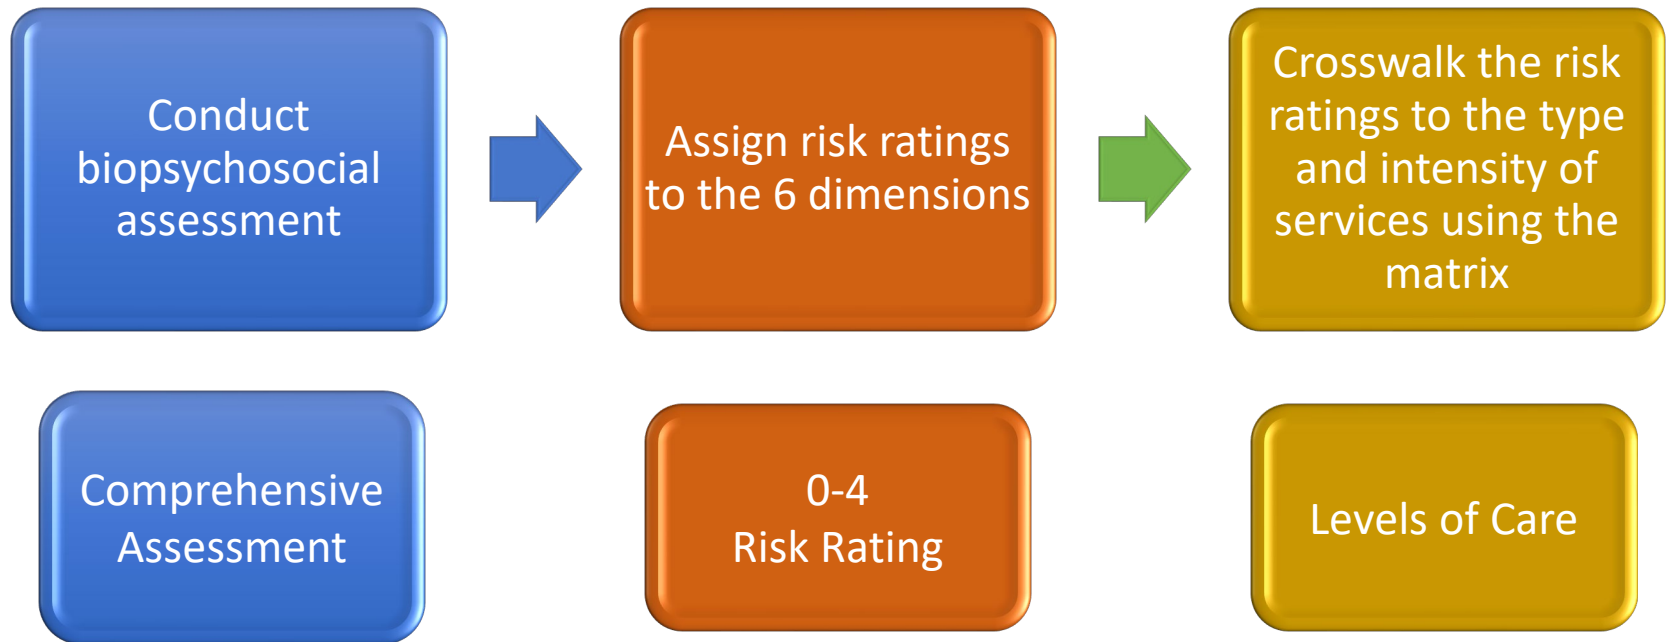 Conduct
biopsychosocial
assessment
Assign risk ratings
to the 6 dimensions
Crosswalk the risk
ratings to the type
and intensity of
services using the
matrix
Comprehensive
Assessment
0-4
Risk Rating
Levels of Care